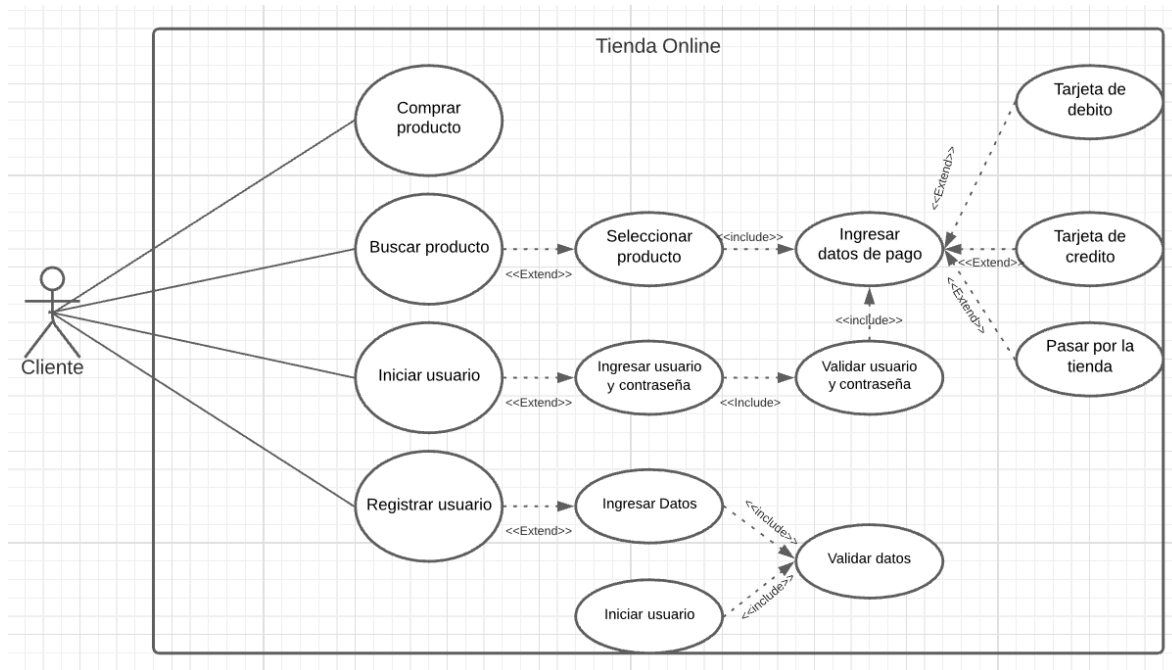 Tienda Online
Comprar
producto
Tarjeta de
debito
<<Extend>>
Buscar producto
<<Extend>>
Seleccionar
producto
<<include>>
Ingresar
datos de pago
<<Extend>>
Tarjeta de
credito
<<Extend>>
Pasar por la
tienda
<<include>>
Cliente
Iniciar usuario
<<Extend>>
Ingresar usuario
y contraseña
<<Include>
Validar usuario
y contraseña
Registrar usuario
<<Extend>>
Ingresar Datos
<<include>>
Validar datos
Iniciar usuario
<<include>>